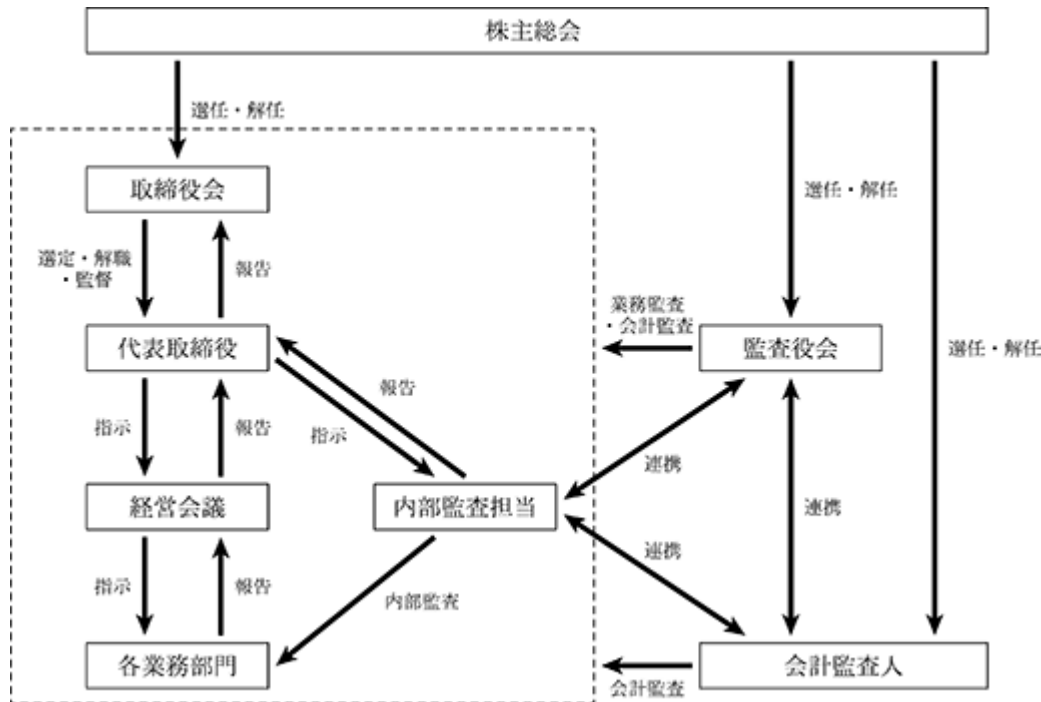 株主総会
選任・解任
取締役会
選任・解任
選定・解職
・監督
報告
業務監査
・会計監査
代表取締役
監査役会
選任・解任
報告
指示
報告
指示
連携
経営会議
内部監査担当
連携
連携
指示
報告
内部監査
各業務部門
会計監査人
会計監査